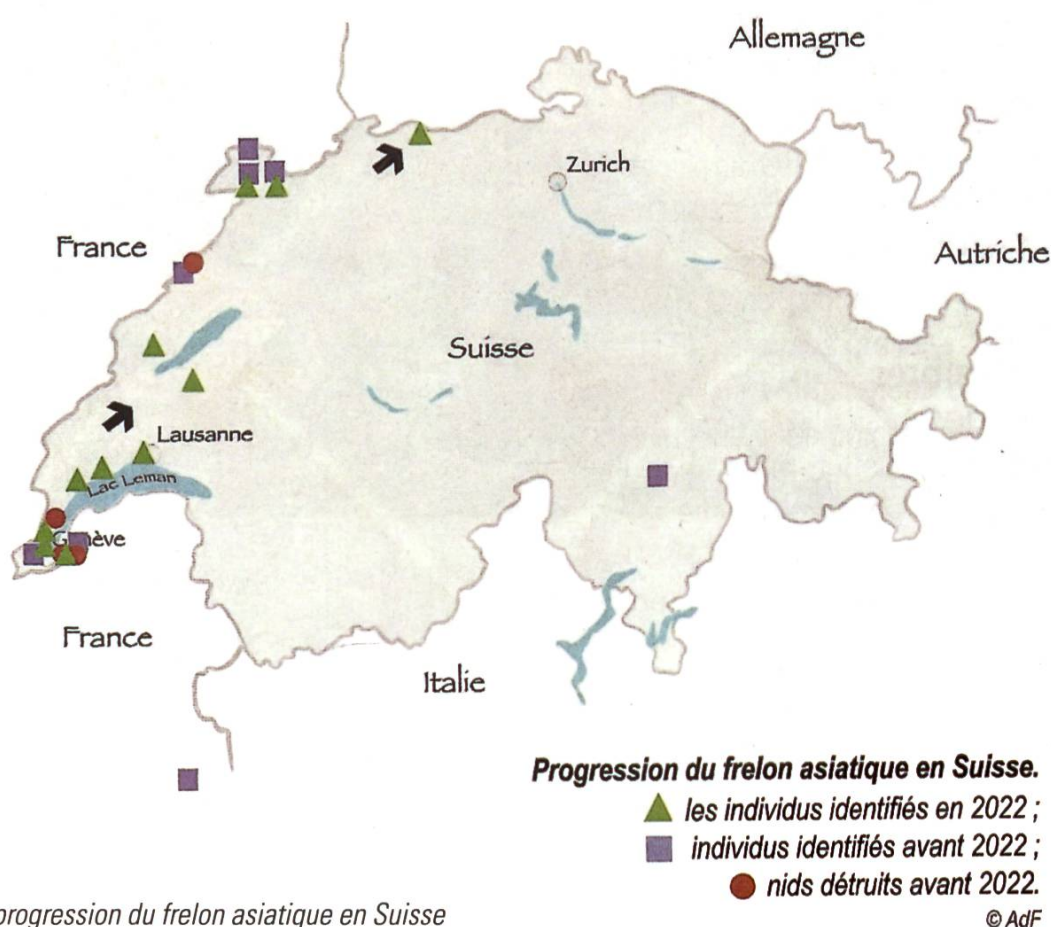 Allemagne
Zurich
France
Autriche
Suisse
Lausanne
Lac Leman
Genève
France
Italie
Progression du frelon asiatique en Suisse.
les individus identifiés en 2022 ;
individus identifiés avant 2022 ;
nids détruits avant 2022.
© AdF
progression du frelon asiatique en Suisse